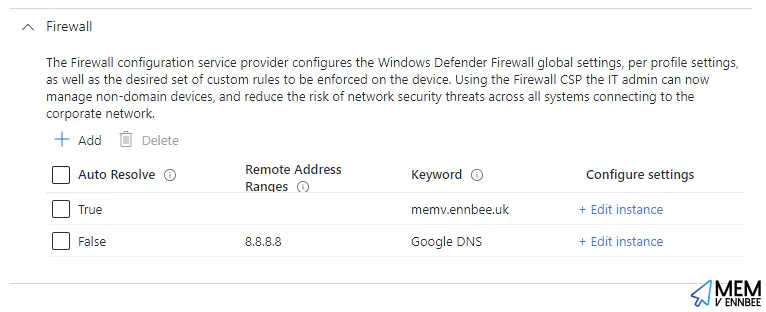 Firewall
The Firewall configuration service provider configures the Windows Defender Firewall global settings, per profile settings,
as well as the desired set of custom rules to be enforced on the device. Using the Firewall CSP the IT admin can now
manage non-domain devices, and reduce the risk of network security threats across all systems connecting to the
corporate network.
+ Add Delete
Auto Resolve Remote Address Ranges Keyword Configure settings
True memv.ennbee.uk + Edit instance
False 8.8.8.8 Google DNS + Edit instance
MEM
V ENNBEE